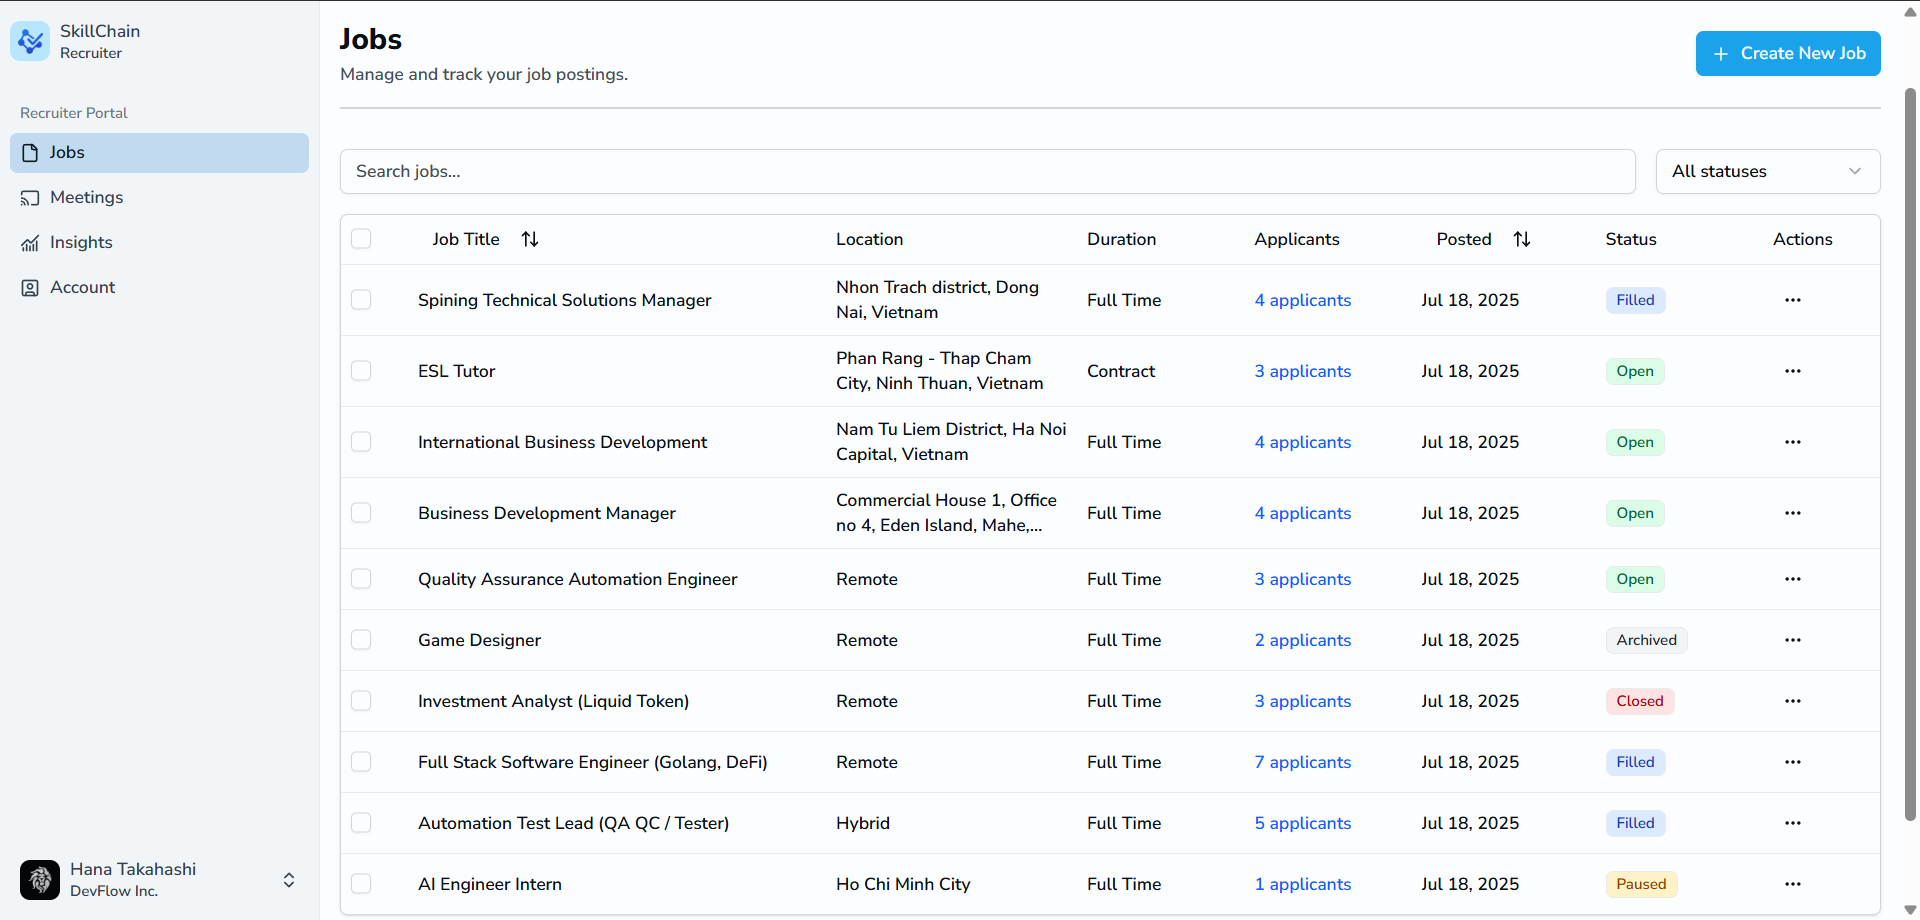 SkillChain
Recruiter
Recruiter Portal
Jobs
Meetings
Insights
Account
Hana Takahashi
DevFlow Inc.
Jobs
Manage and track your job postings.
Create New Job
Search jobs...
All statuses
Job Title Location Duration Applicants Posted Status Actions
Spining Technical Solutions Manager
Nhon Trach district, Dong
Nai, Vietnam
Full Time 4 applicants Jul 18, 2025 Filled
ESL Tutor
Phan Rang - Thap Cham
City, Ninh Thuan, Vietnam
Contract 3 applicants Jul 18, 2025 Open
International Business Development
Nam Tu Liem District, Ha Noi
Capital, Vietnam
Full Time 4 applicants Jul 18, 2025 Open
Business Development Manager
Commercial House 1, Office
no 4, Eden Island, Mahe,...
Full Time 4 applicants Jul 18, 2025 Open
Quality Assurance Automation Engineer Remote Full Time 3 applicants Jul 18, 2025 Open
Game Designer Remote Full Time 2 applicants Jul 18, 2025 Archived
Investment Analyst (Liquid Token) Remote Full Time 3 applicants Jul 18, 2025 Closed
Full Stack Software Engineer (Golang, DeFi) Remote Full Time 7 applicants Jul 18, 2025 Filled
Automation Test Lead (QA QC / Tester) Hybrid Full Time 5 applicants Jul 18, 2025 Filled
AI Engineer Intern Ho Chi Minh City Full Time 1 applicants Jul 18, 2025 Paused